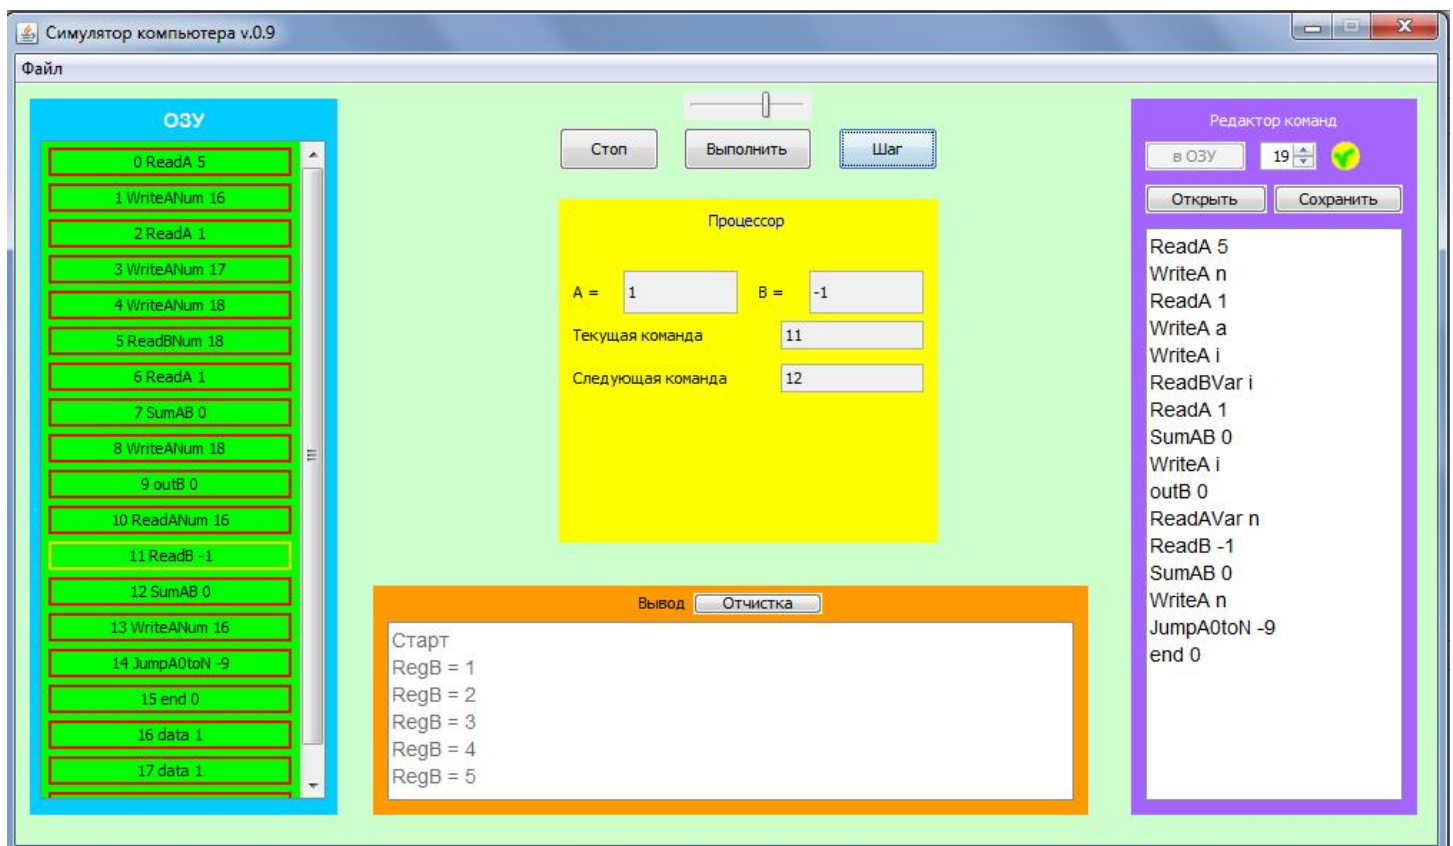 Симулятор компьютера v.0.9
Файл
ОЗУ
0 ReadA 5
1 WriteANum 16
2 ReadA 1
3 WriteANum 17
4 WriteANum 18
5 ReadBNum 18
6 ReadA 1
7 SumAB 0
8 WriteANum 18
9 outB 0
10 ReadANum 16
11 ReadB -1
12 SumAB 0
13 WriteANum 16
14 JumpA0toN -9
15 end 0
16 data 1
17 data 1
Стоп Выполнить Шаг
Процессор
A = 1 B = -1
Текущая команда 11
Следующая команда 12
Вывод Отчистка
Старт
RegB = 1
RegB = 2
RegB = 3
RegB = 4
RegB = 5
Редактор команд
в ОЗУ 19
Открыть Сохранить
ReadA 5
WriteA n
ReadA 1
WriteA a
WriteA i
ReadBVar i
ReadA 1
SumAB 0
WriteA i
outB 0
ReadAVar n
ReadB -1
SumAB 0
WriteA n
JumpA0toN -9
end 0